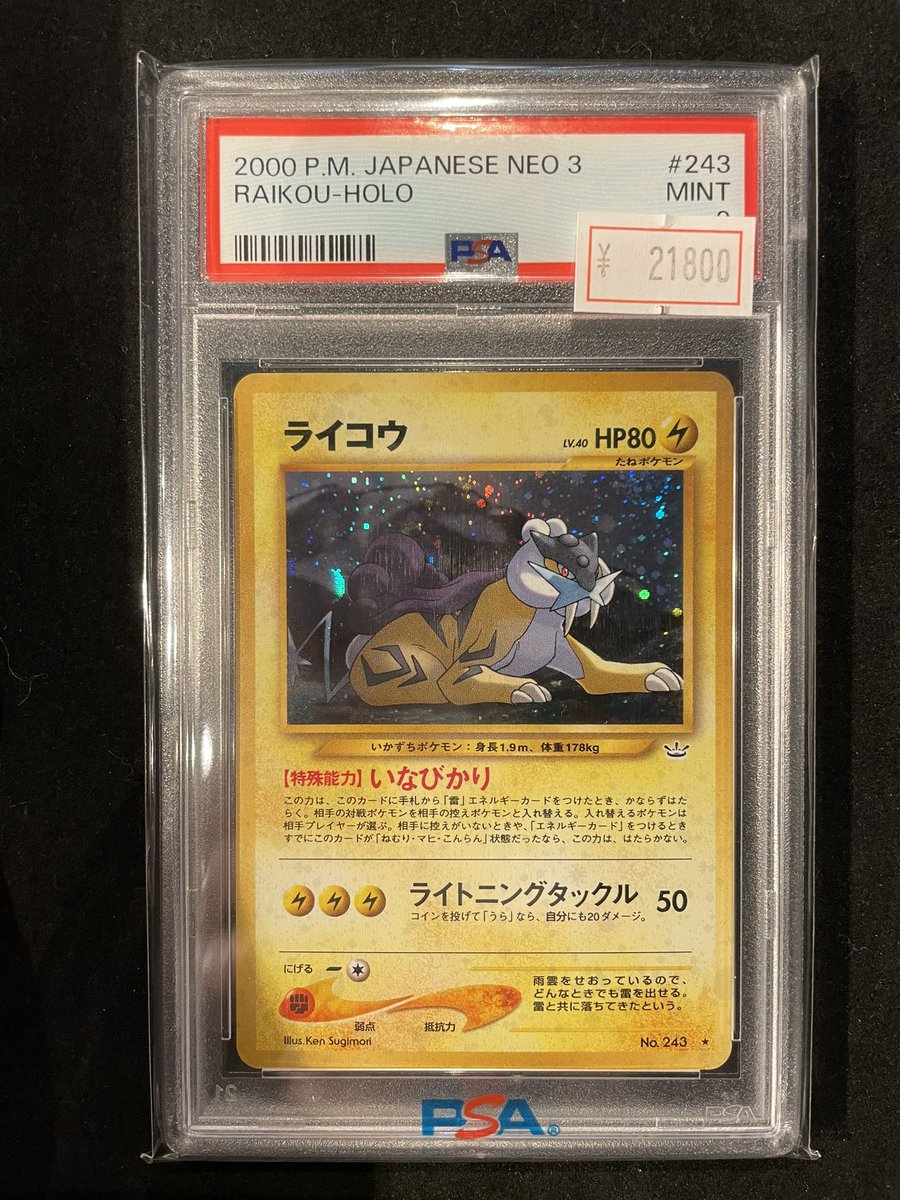 2000 P.M. JAPANESE NEO 3 #243
RAIKOU-HOLO MINT
PSA
¥ 21800
ライコウ LV.40 HP80
たねポケモン
いかずちポケモン：身長1.9m、体重178kg
【特殊能力】いなびかり
この力は、このカードに手札から「雷」エネルギーカードをつけたとき、かならずはた
らく。相手の対戦ポケモンを相手の控えポケモンと入れ替える。入れ替えるポケモンは
相手プレイヤーが選ぶ。相手に控えがいないときや、「エネルギーカード」をつけるとき
すでにこのカードが「ねむり・マヒ・こんらん」状態だったなら、この力は、はたらかない。
ライトニングタックル 50
コインを投げて「うら」なら、自分にも20ダメージ。
にげる
弱点 抵抗力
雨雲をせおっているので、
どんなときでも雷を出せる。
雷と共に落ちてきたという。
Illus. Ken Sugimori No. 243 ★
PSA®
PSA